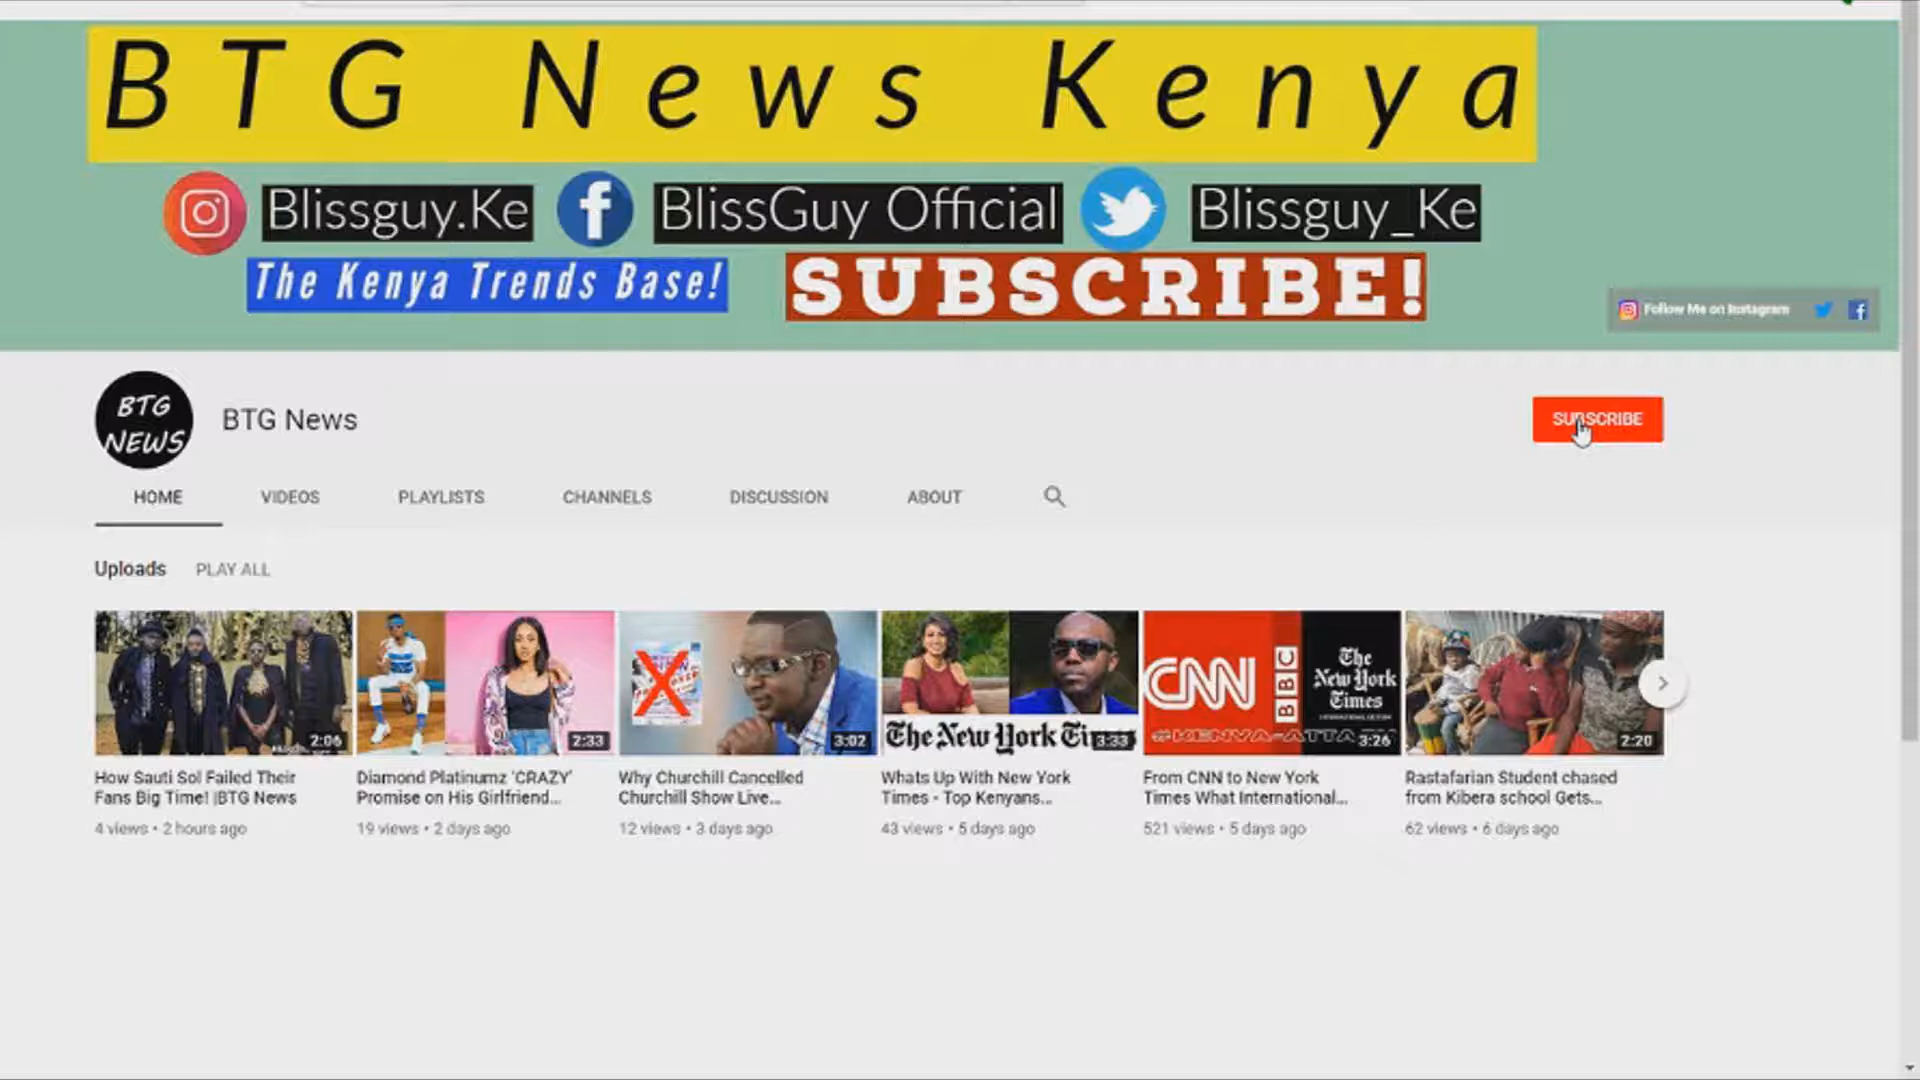 BTG News Kenya
Blissguy.Ke
BlissGuy Official
Blissguy_Ke
The Kenya Trends Base!
SUBSCRIBE!
Follow Me on Instagram
BTG
NEWS
BTG News
SUBSCRIBE
HOME
VIDEOS
PLAYLISTS
CHANNELS
DISCUSSION
ABOUT
Uploads
PLAY ALL
2:06
How Sauti Sol Failed Their
Fans Big Time! |BTG News
4 views • 2 hours ago
2:33
Diamond Platinumz 'CRAZY'
Promise on His Girlfriend...
19 views • 2 days ago
3:02
Why Churchill Cancelled
Churchill Show Live...
12 views • 3 days ago
The New York
3:33
Whats Up With New York
Times - Top Kenyans...
43 views • 5 days ago
CNN
BBC
The
New York
Times
3:26
From CNN to New York
Times What International...
521 views • 5 days ago
2:20
Rastafarian Student chased
from Kibera school Gets...
62 views • 6 days ago